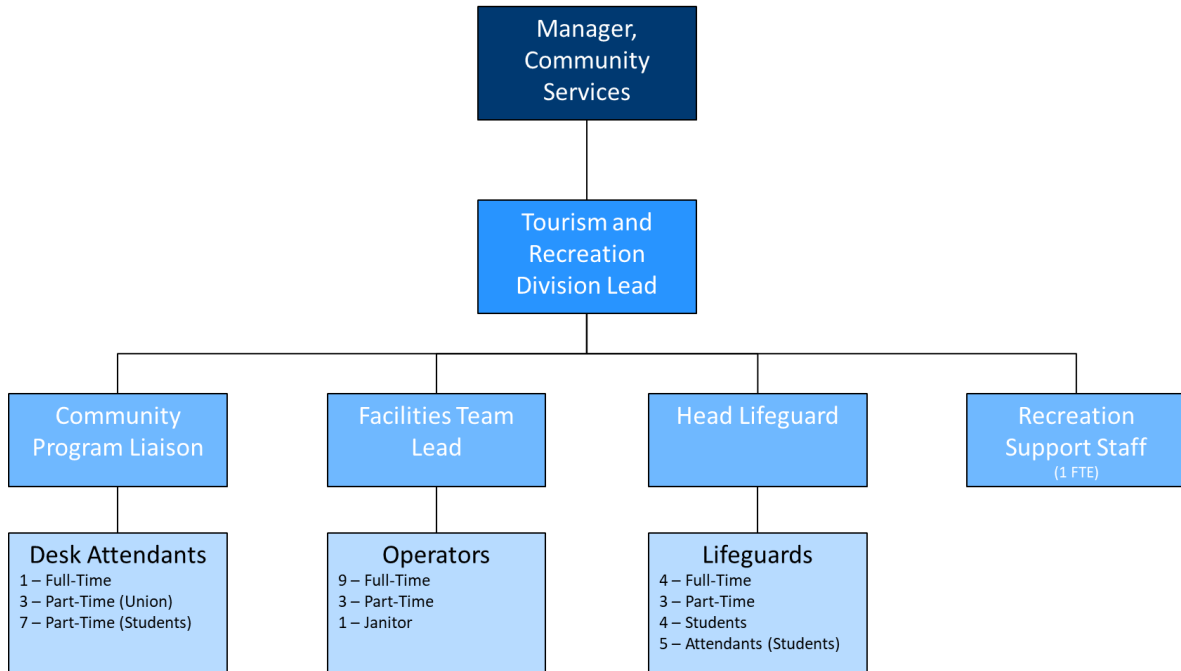 Manager,
Community
Services
Tourism and
Recreation
Division Lead
Community
Program Liaison
Facilities Team
Lead
Head Lifeguard
Recreation
Support Staff
(1 FTE)
Desk Attendants
1 – Full-Time
3 – Part-Time (Union)
7 – Part-Time (Students)
Operators
9 – Full-Time
3 – Part-Time
1 – Janitor
Lifeguards
4 – Full-Time
3 – Part-Time
4 – Students
5 – Attendants (Students)